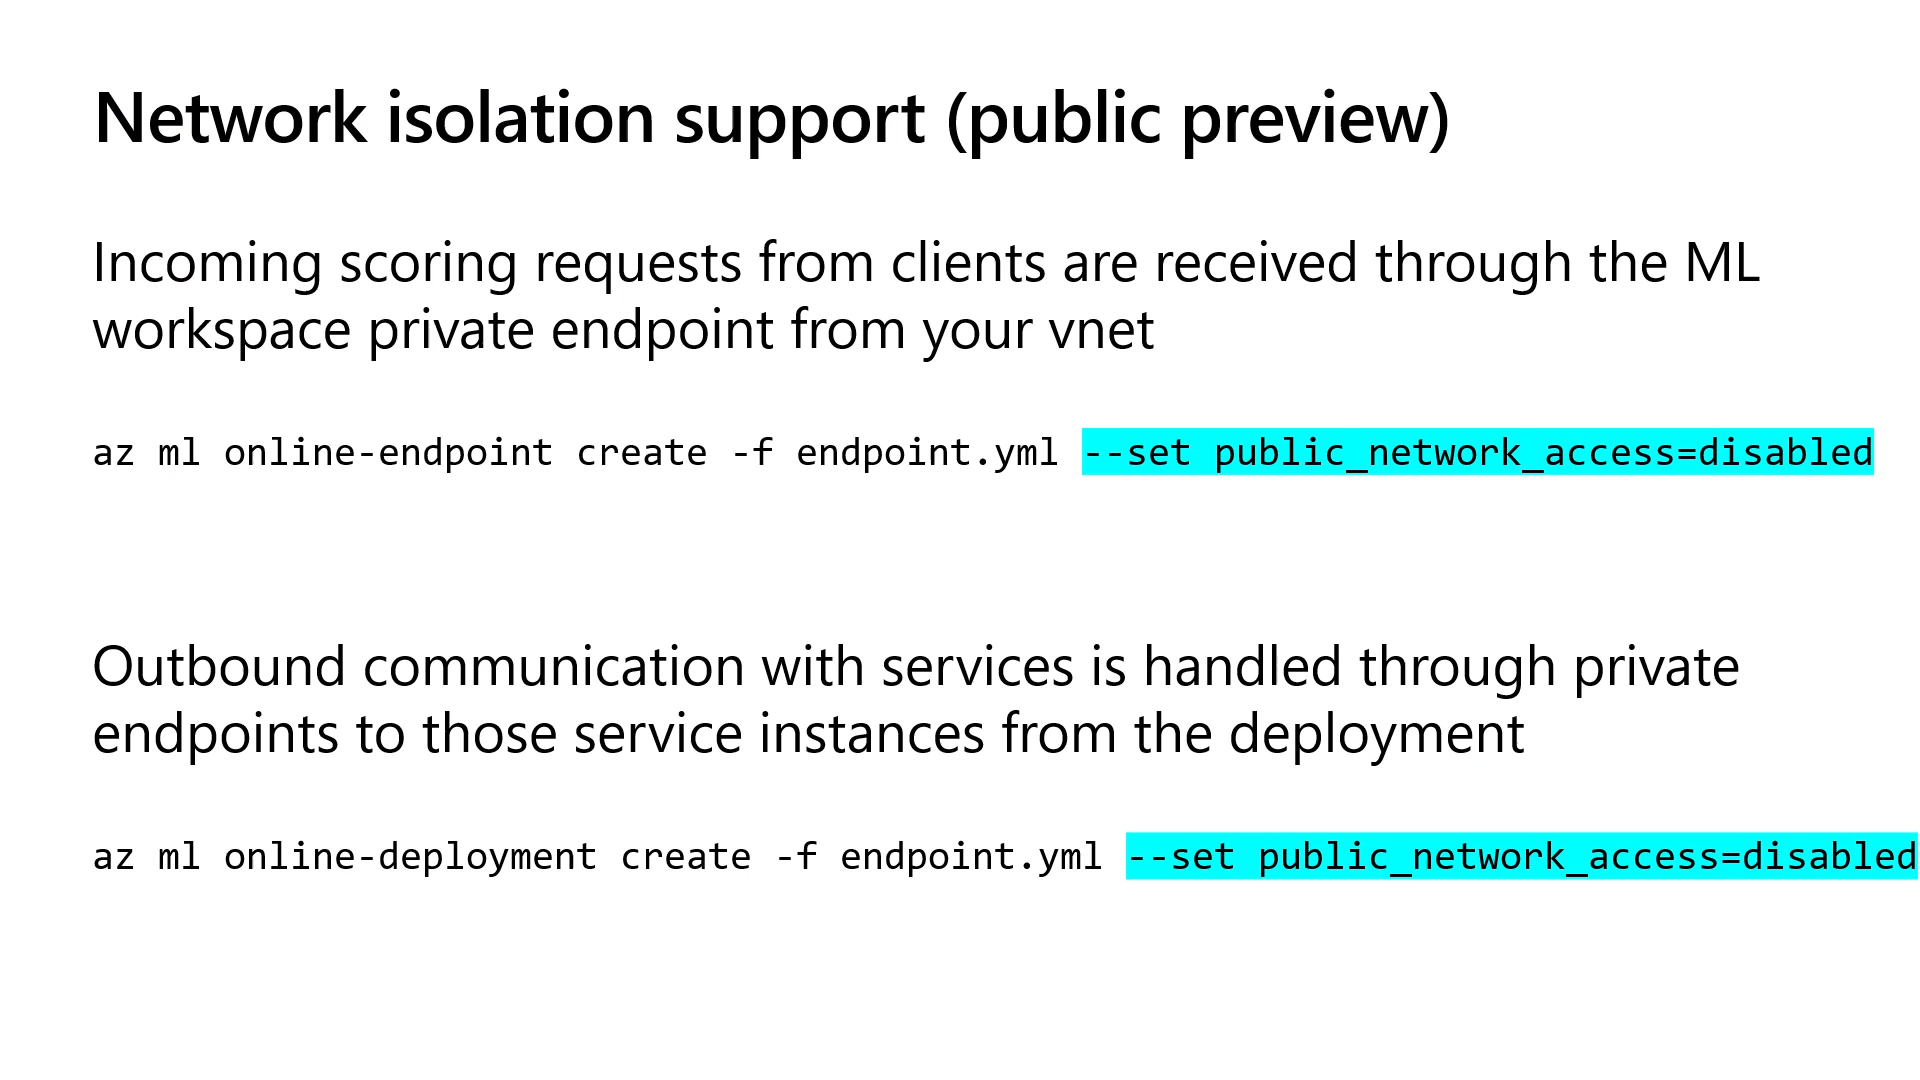 Network isolation support (public preview)
Incoming scoring requests from clients are received through the ML
workspace private endpoint from your vnet
az ml online-endpoint create -f endpoint.yml --set public_network_access=disabled
Outbound communication with services is handled through private
endpoints to those service instances from the deployment
az ml online-deployment create -f endpoint.yml --set public_network_access=disabled